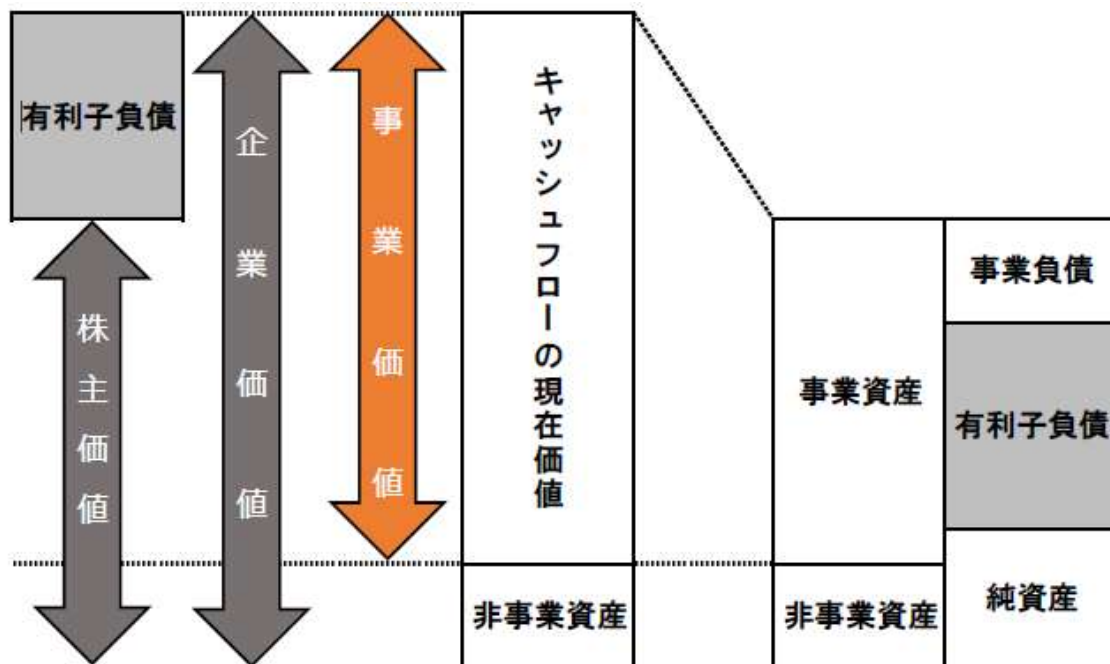 有利子負債
株主価値
企業価値
事業価値
キャッシュフローの現在価値
非事業資産
事業資産
非事業資産
事業負債
有利子負債
純資産